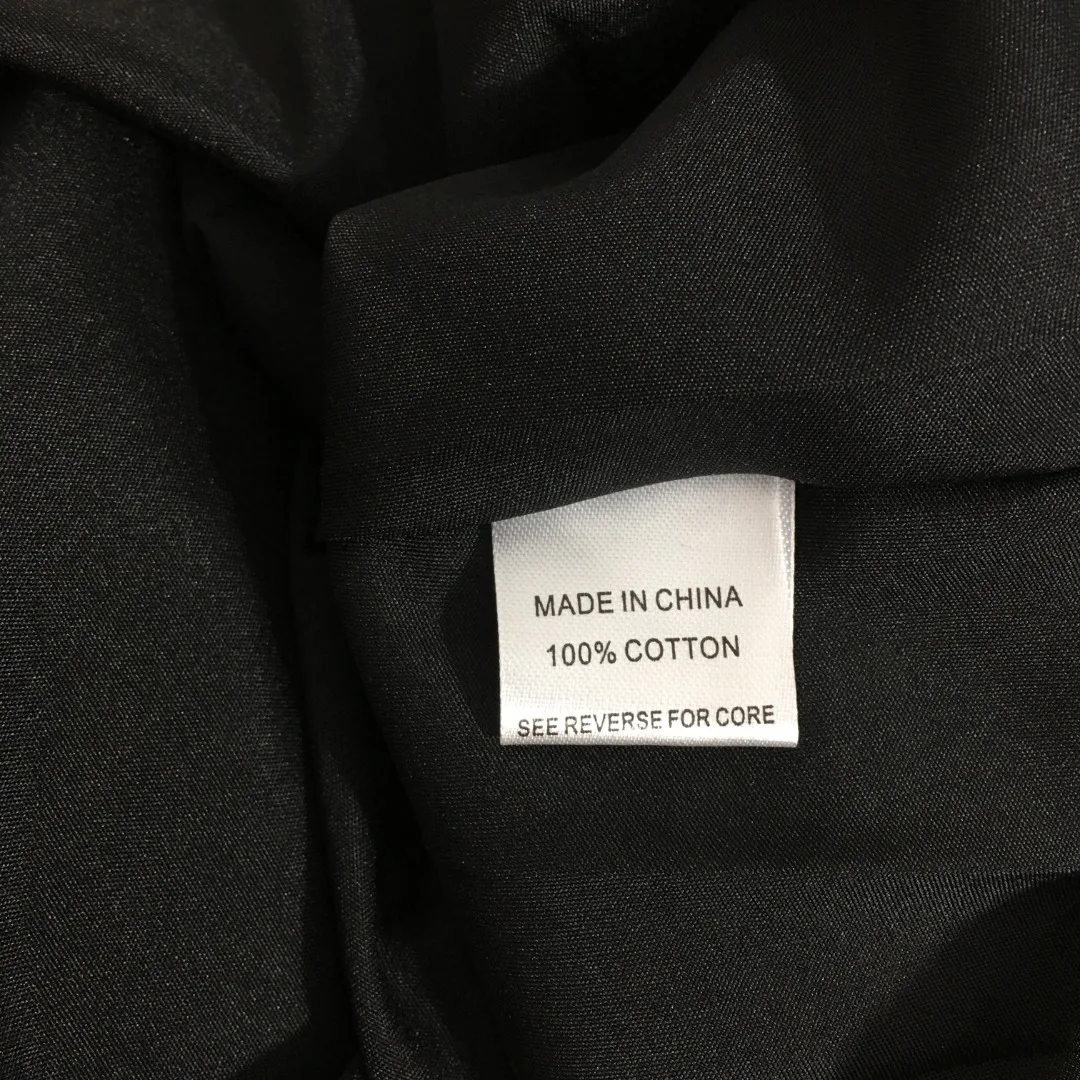 MADE IN CHINA
100% COTTON
SEE REVERSE FOR CORE